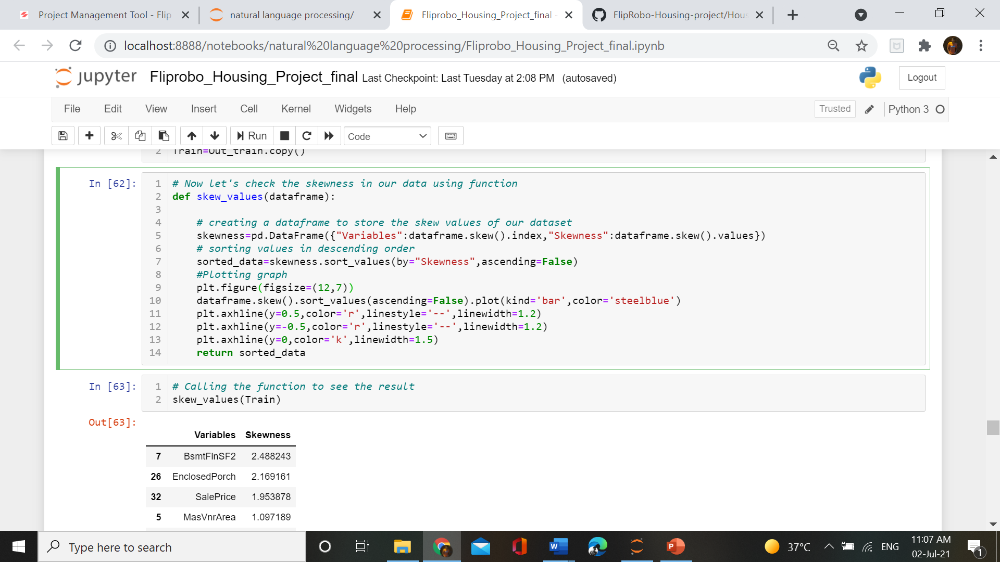 Project Management Tool - Flip
natural language processing/
Fliprobo_Housing_Project_final -
FlipRobo-Housing-project/Hous
localhost:8888/notebooks/natural%20language%20processing/Fliprobo_Housing_Project_final.ipynb
jupyter Fliprobo_Housing_Project_final Last Checkpoint: Last Tuesday at 2:08 PM (autosaved)
Logout
File Edit View Insert Cell Kernel Widgets Help
Trusted Python 3
Run Code
2 Train=Out_train.copy()
In [62]:
1 # Now let's check the skewness in our data using function
2 def skew_values(dataframe):
3
4     # creating a dataframe to store the skew values of our dataset
5     skewness=pd.DataFrame({"Variables":dataframe.skew().index,"Skewness":dataframe.skew().values})
6     # sorting values in descending order
7     sorted_data=skewness.sort_values(by="Skewness",ascending=False)
8     #Plotting graph
9     plt.figure(figsize=(12,7))
10     dataframe.skew().sort_values(ascending=False).plot(kind='bar',color='steelblue')
11     plt.axhline(y=0.5,color='r',linestyle='--',linewidth=1.2)
12     plt.axhline(y=-0.5,color='r',linestyle='--',linewidth=1.2)
13     plt.axhline(y=0,color='k',linewidth=1.5)
14     return sorted_data
In [63]:
1 # Calling the function to see the result
2 skew_values(Train)
Out[63]:
Variables Skewness
7 BsmtFinSF2 2.488243
26 EnclosedPorch 2.169161
32 SalePrice 1.953878
5 MasVnrArea 1.097189
Type here to search
W
P
37°C
ENG
11:07 AM
02-Jul-21
1